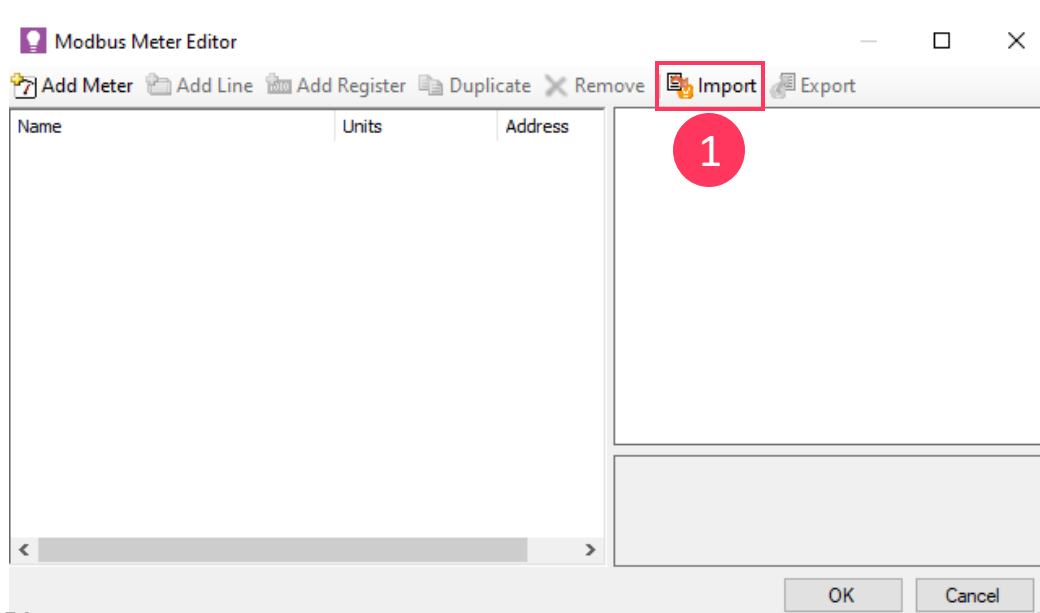 Modbus Meter Editor
Add Meter Add Line Add Register Duplicate Remove Import Export
Name Units Address
1
OK Cancel